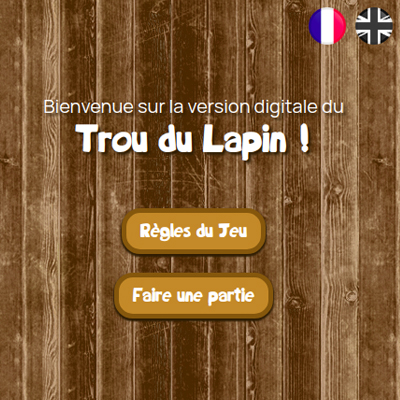 Bienvenue sur la version digitale du
Trou du Lapin !
Règles du Jeu
Faire une partie